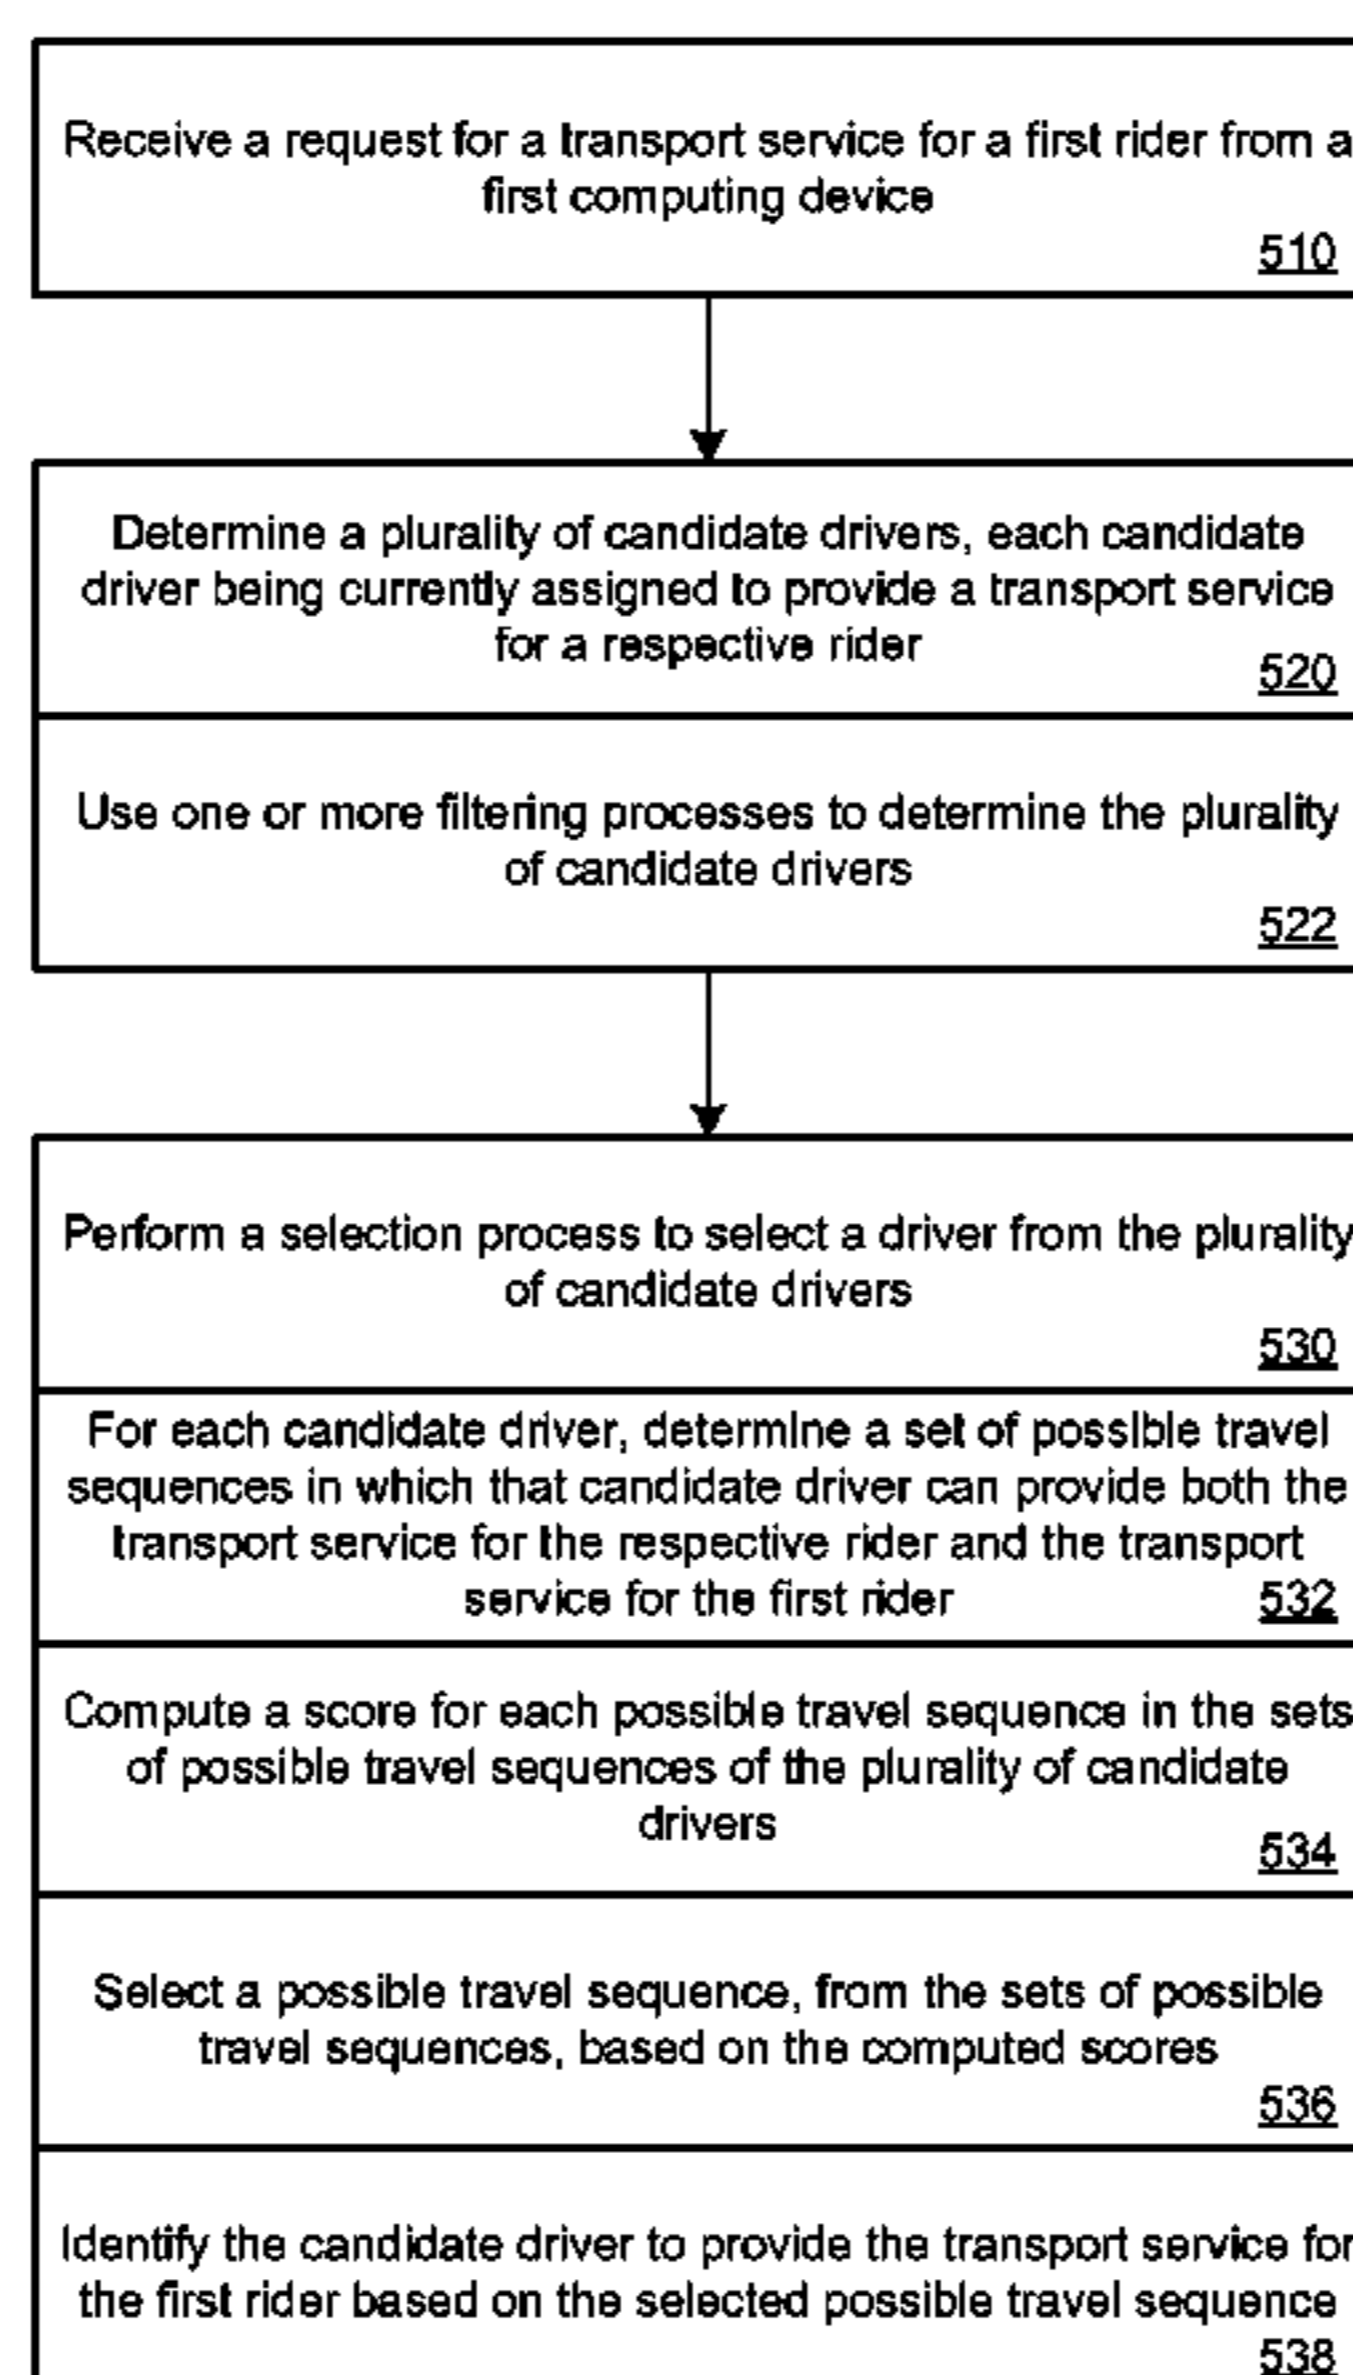 Receive a request for a transport service for a first rider from a
first computing device
510
Determine a plurality of candidate drivers, each candidate
driver being currently assigned to provide a transport service
for a respective rider
520
Use one or more filtering processes to determine the plurality
of candidate drivers
522
Perform a selection process to select a driver from the plurality
of candidate drivers
530
For each candidate driver, determine a set of possible travel
sequences in which that candidate driver can provide both the
transport service for the respective rider and the transport
service for the first rider
532
Compute a score for each possible travel sequence in the sets
of possible travel sequences of the plurality of candidate
drivers
534
Select a possible travel sequence, from the sets of possible
travel sequences, based on the computed scores
536
Identify the candidate driver to provide the transport service for
the first rider based on the selected possible travel sequence
538